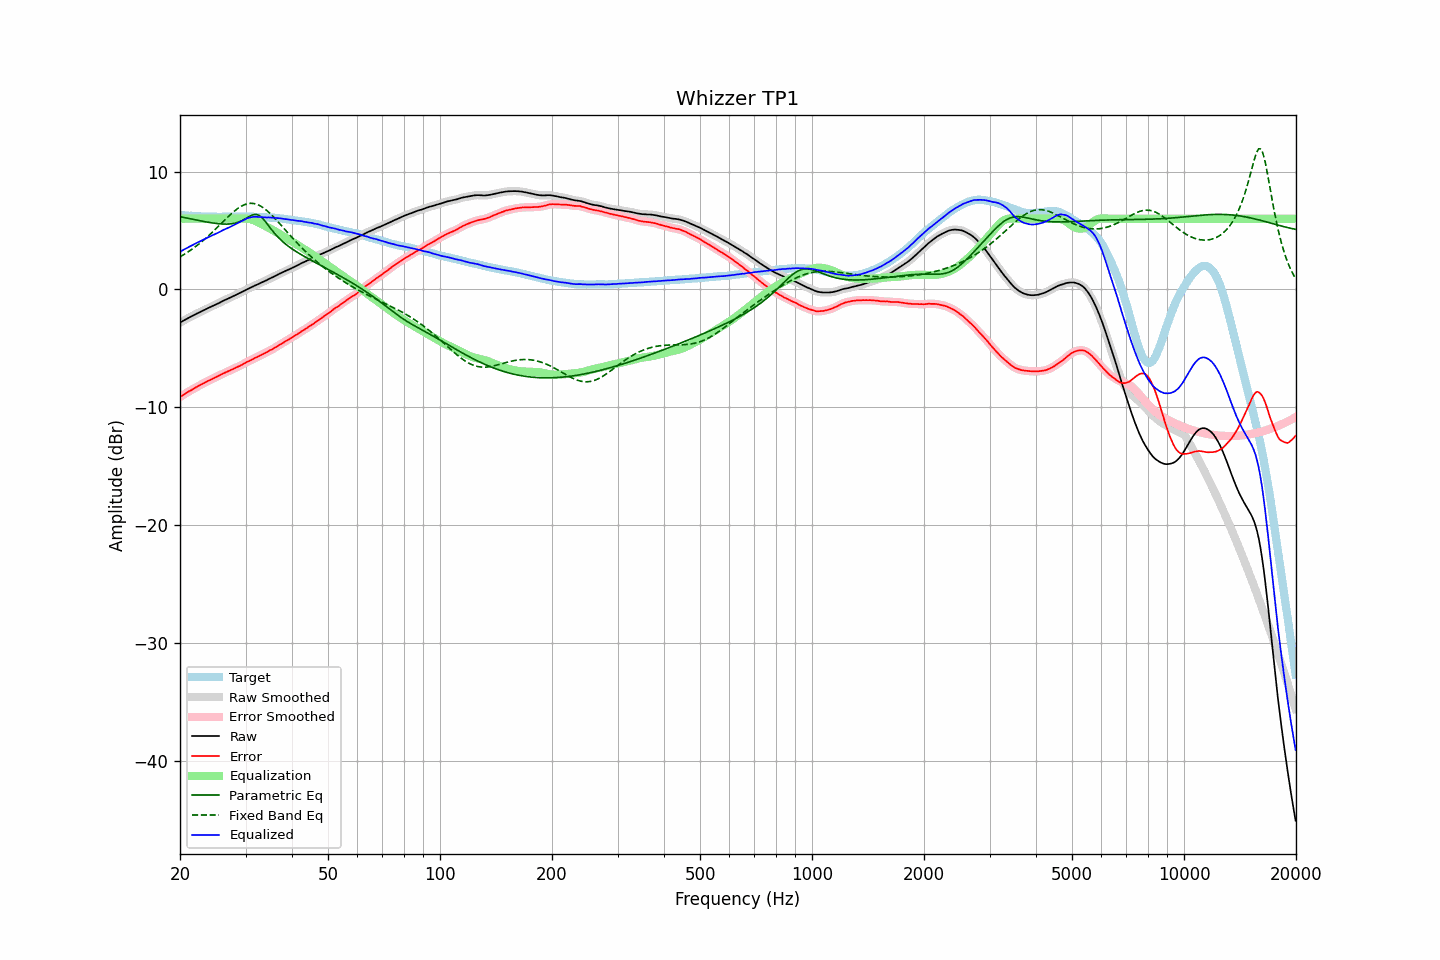 Whizzer TP1
10
0
−10
−20
−30
−40
Amplitude (dBr)
Target
Raw Smoothed
Error Smoothed
Raw
Error
Equalization
Parametric Eq
Fixed Band Eq
Equalized
20 50 100 200 500 1000 2000 5000 10000 20000
Frequency (Hz)